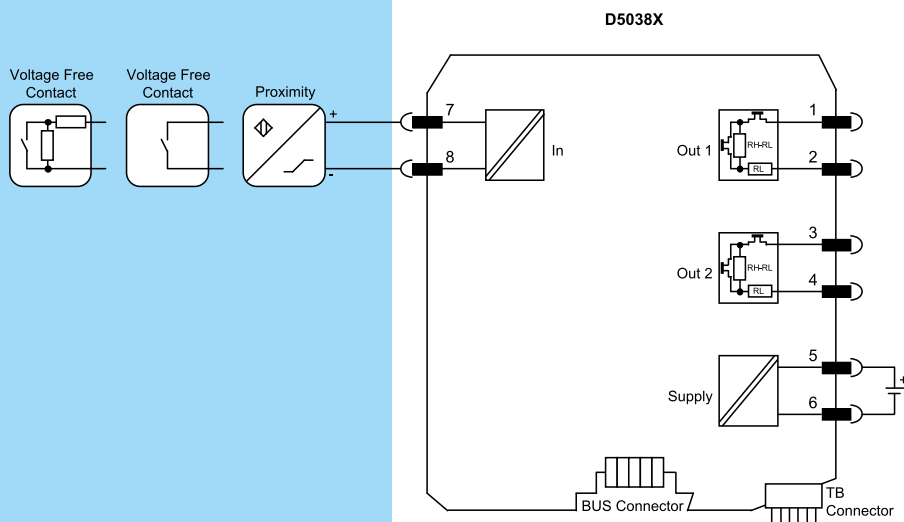 D5038X
Voltage Free
Contact
Voltage Free
Contact
Proximity
+
-
7
8
In
Out 1
RH-RL
RL
1
2
Out 2
RH-RL
RL
3
4
Supply
5
6
+
BUS Connector
TB
Connector